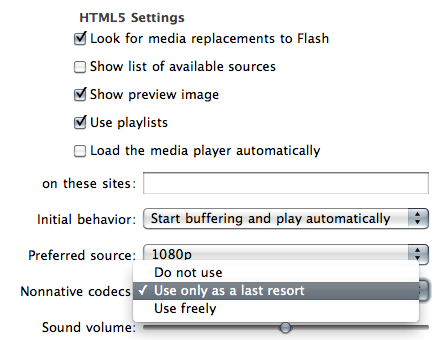 HTML5 Settings
Look for media replacements to Flash
Show list of available sources
Show preview image
Use playlists
Load the media player automatically
on these sites:
Initial behavior: Start buffering and play automatically
Preferred source: 1080p
Do not use
Nonnative codecs ✓ Use only as a last resort
Use freely
Sound volume: